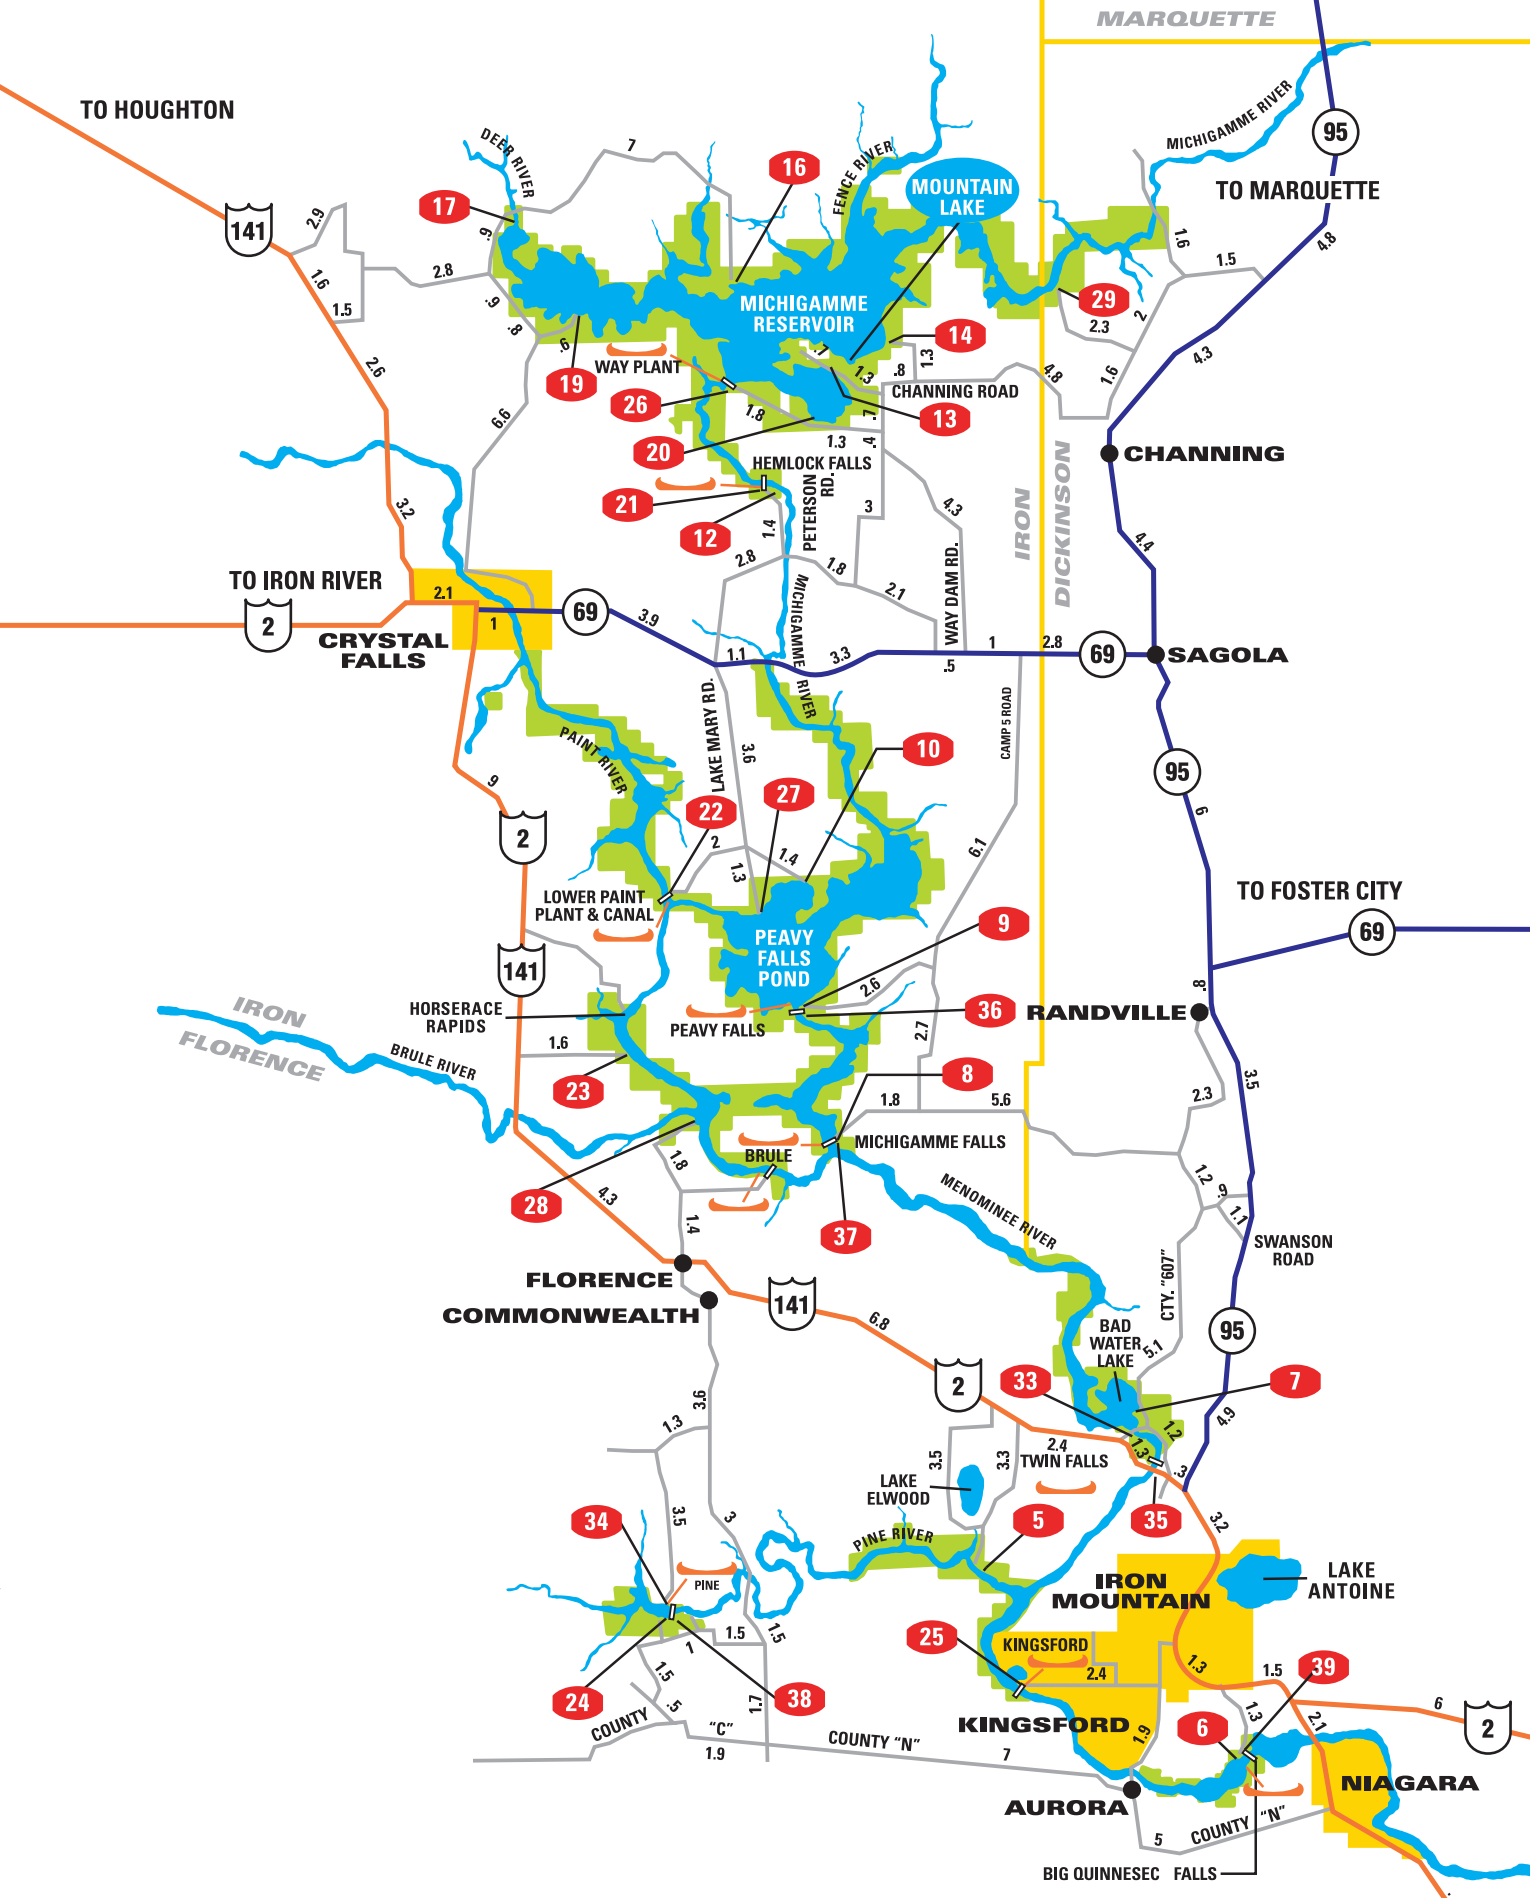 MARQUETTE
TO HOUGHTON
DEER RIVER
7
16
FENCE RIVER
MICHIGAMME RIVER
95
TO MARQUETTE
MOUNTAIN
LAKE
17
141
2.9
.9
1.6
4.8
1.6
2.8
1.5
1.5
.9
.8
MICHIGAMME
RESERVOIR
29
2.3
2
14
2.6
.6
WAY PLANT
.7
1.3
.8
1.3
4.3
19
4.8
1.6
CHANNING ROAD
26
1.8
.7
13
6.6
20
1.3
.4
CHANNING
HEMLOCK FALLS
21
PETERSON
RD.
3
4.3
3.2
12
1.4
IRON
DICKINSON
4.4
2.8
1.8
WAY DAM RD.
TO IRON RIVER
2
2.1
1
69
3.9
MICHIGAMME
RIVER
2.1
CRYSTAL
FALLS
1.1
3.3
1
.5
2.8
69
SAGOLA
LAKE MARY RD.
PAINT RIVER
3.6
10
CAMP 5 ROAD
95
9
27
22
6
2
2
1.3
1.4
6.1
TO FOSTER CITY
69
LOWER PAINT
PLANT & CANAL
9
PEAVY
FALLS
POND
141
2.6
.8
HORSERACE
RAPIDS
IRON
FLORENCE
PEAVY FALLS
36
RANDVILLE
2.7
BRULE RIVER
1.6
23
8
3.5
1.8
5.6
2.3
MICHIGAMME FALLS
BRULE
1.8
1.2
.9
1.1
4.3
28
1.4
37
MENOMINEE RIVER
SWANSON
ROAD
FLORENCE
COMMONWEALTH
141
6.8
CTY. "607"
95
BAD
WATER
LAKE
5.1
2
33
7
3.6
1.3
4.9
1.2
1.3
2.4
TWIN FALLS
3.5
3.3
.3
LAKE
ELWOOD
34
3.5
3
PINE RIVER
5
35
3.2
PINE
IRON
MOUNTAIN
LAKE
ANTOINE
25
KINGSFORD
2.4
1.5
1.5
1
1.5
1.3
1.5
39
24
38
.5
1.7
COUNTY
"C"
1.9
COUNTY "N"
7
KINGSFORD
1.9
6
1.3
2.1
6
2
NIAGARA
AURORA
5
COUNTY "N"
BIG QUINNESEC FALLS